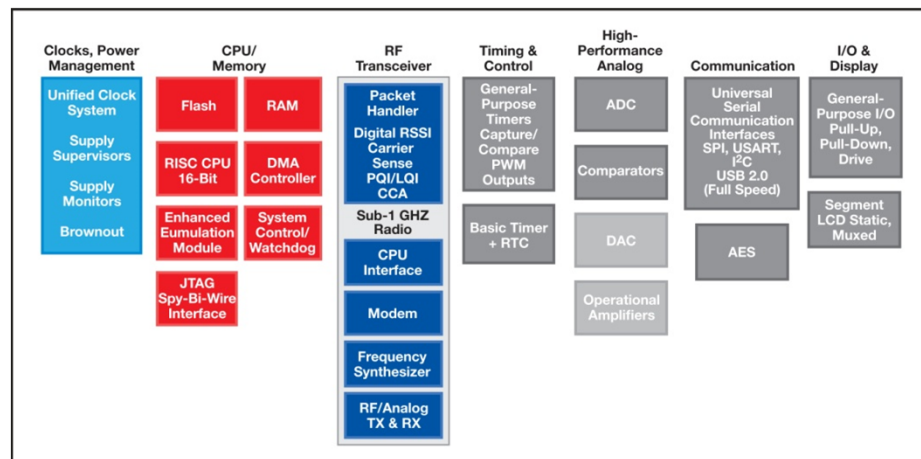 Clocks, Power
Management
Unified Clock
System
Supply
Supervisors
Supply
Monitors
Brownout
CPU/
Memory
Flash
RAM
RISC CPU
16-Bit
DMA
Controller
Enhanced
Eumulation
Module
System
Control/
Watchdog
JTAG
Spy-Bi-Wire
Interface
RF
Transceiver
Packet
Handler
Digital RSSI
Carrier
Sense
PQI/LQI
CCA
Sub-1 GHZ
Radio
CPU
Interface
Modem
Frequency
Synthesizer
RF/Analog
TX & RX
Timing &
Control
General-
Purpose
Timers
Capture/
Compare
PWM
Outputs
Basic Timer
+ RTC
High-
Performance
Analog
ADC
Comparators
DAC
Operational
Amplifiers
Communication
Universal
Serial
Communication
Interfaces
SPI, USART,
I²C
USB 2.0
(Full Speed)
AES
I/O &
Display
General-
Purpose I/O
Pull-Up,
Pull-Down,
Drive
Segment
LCD Static,
Muxed